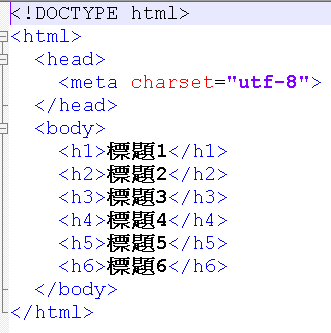 <!DOCTYPE html>
<html>
<head>
<meta charset="utf-8">
</head>
<body>
<h1>標題1</h1>
<h2>標題2</h2>
<h3>標題3</h3>
<h4>標題4</h4>
<h5>標題5</h5>
<h6>標題6</h6>
</body>
</html>